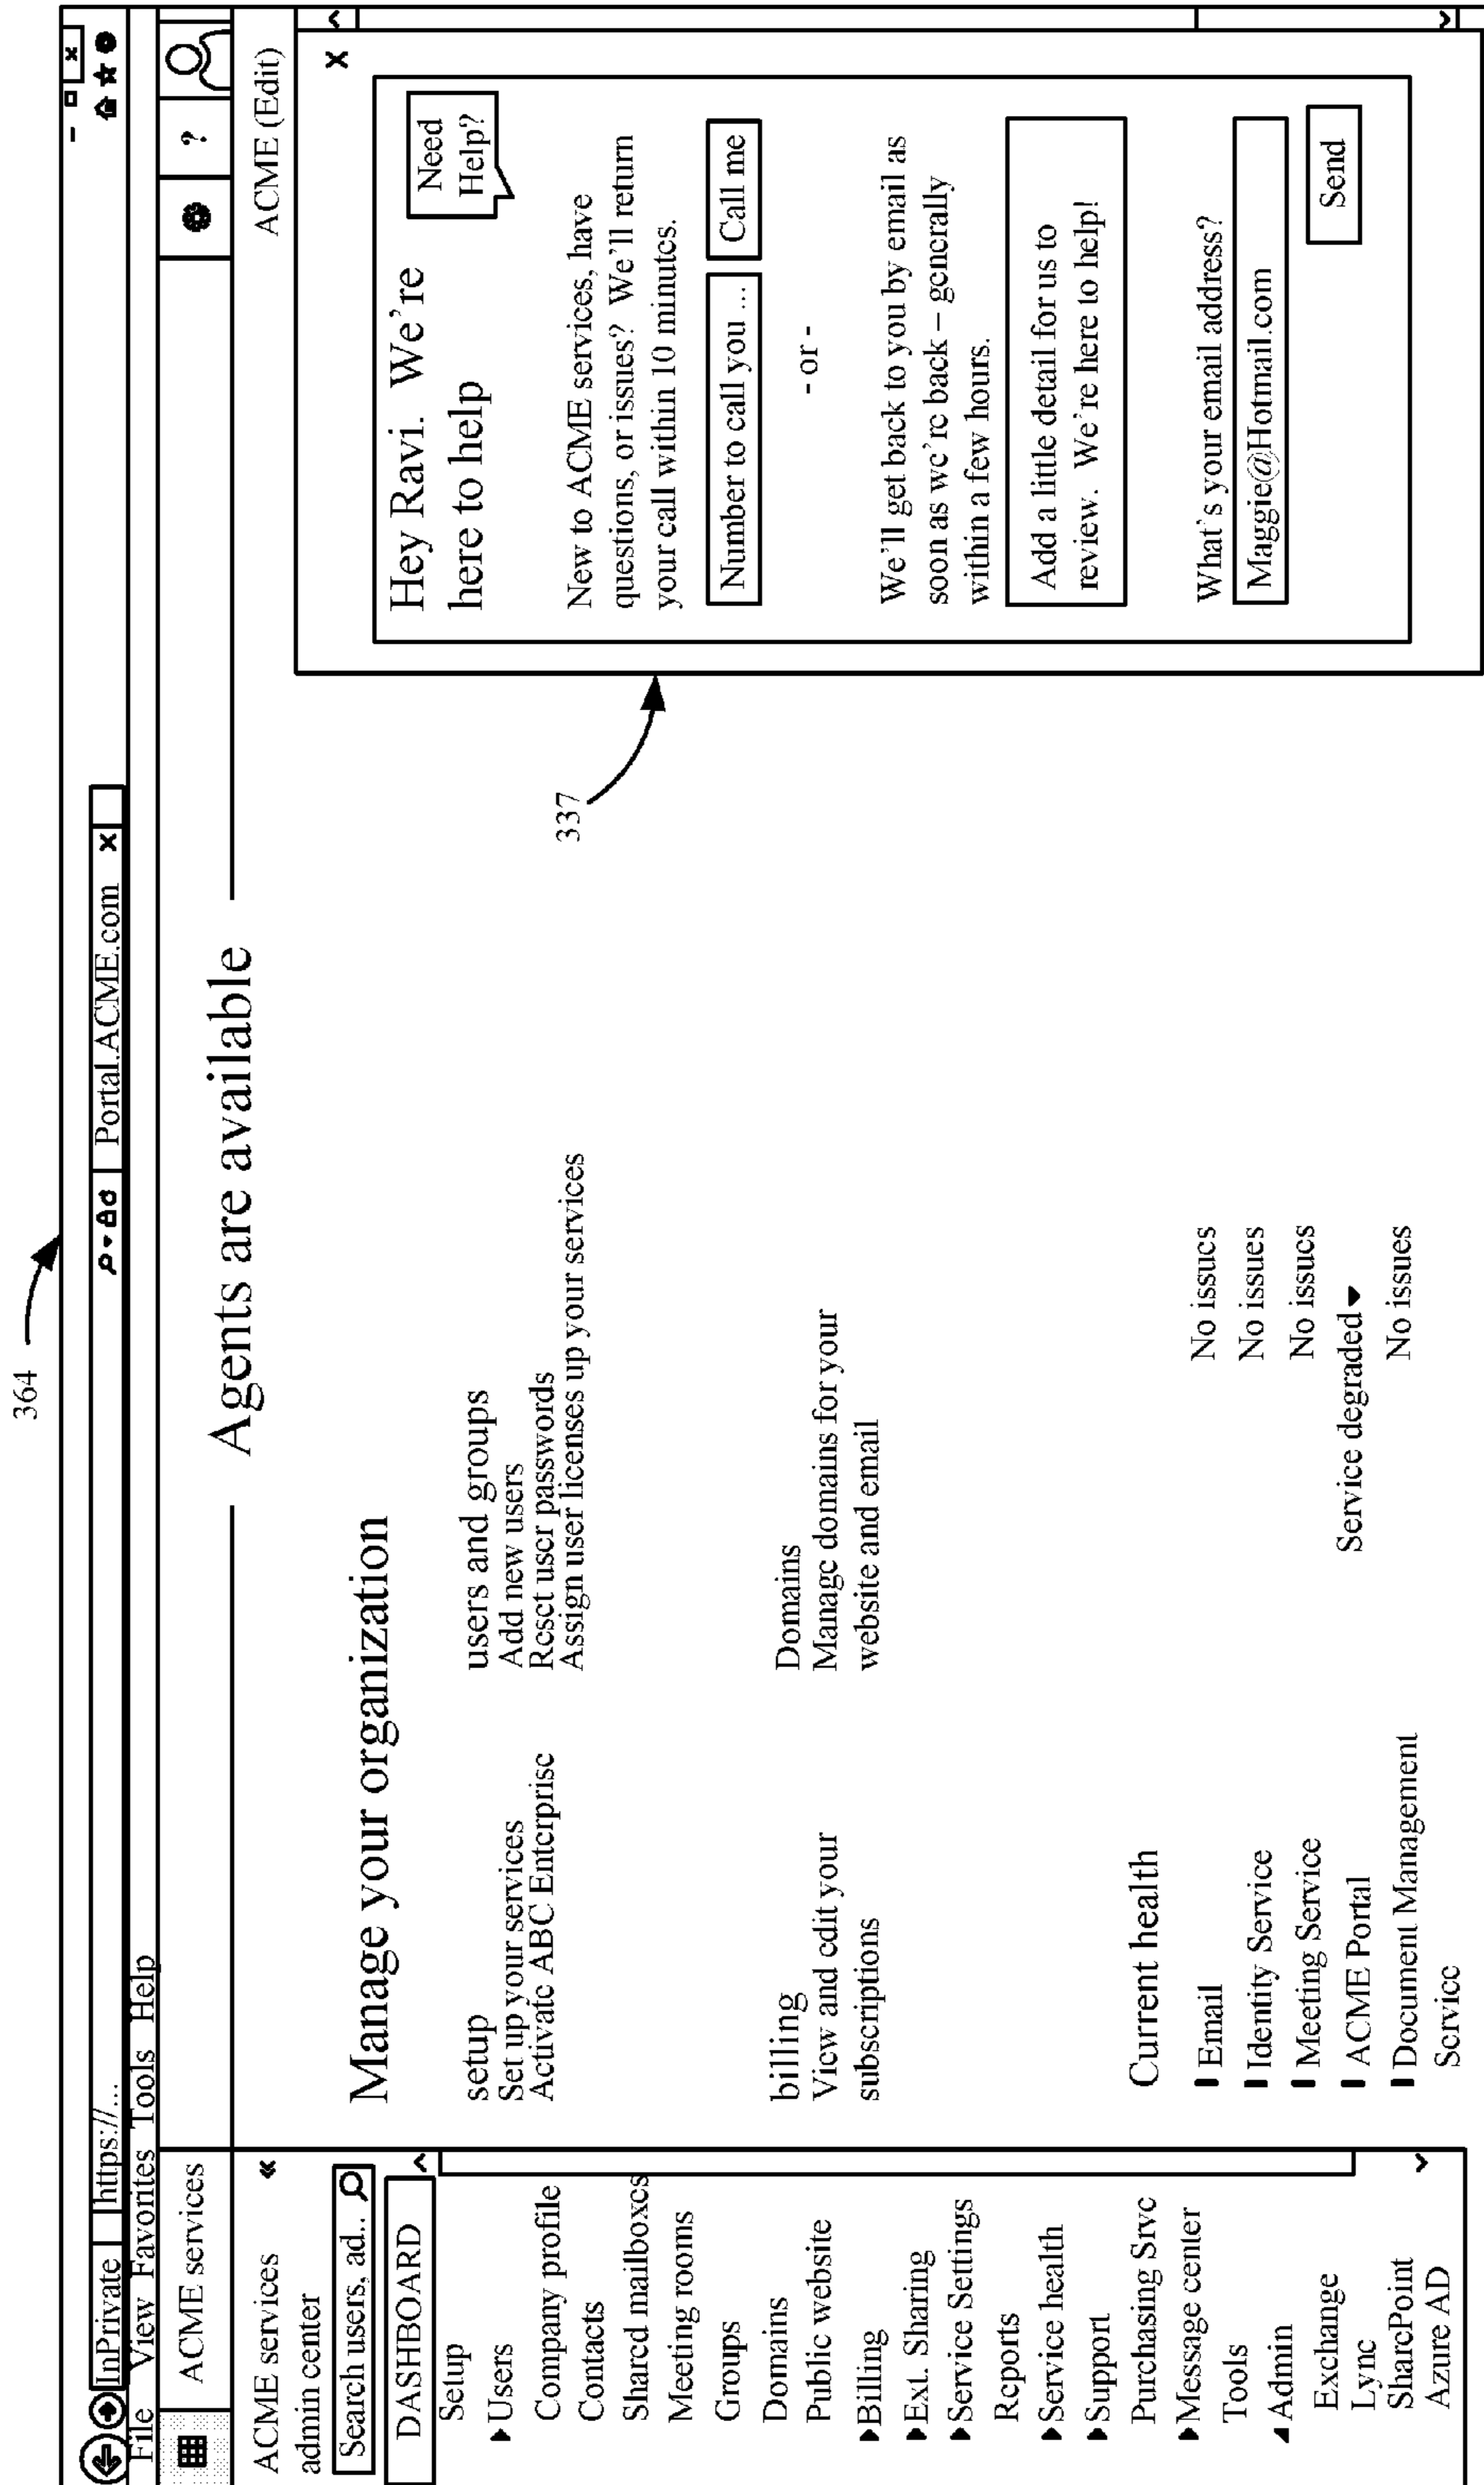 364
InPrivate https://... Portal.ACME.com x
File View Favorites Tools Help
ACME services ?
Agents are available
ACME (Edit)
ACME services
admin center
Search users, ad..
DASHBOARD
Setup
Users
Company profile
Contacts
Shared mailboxes
Meeting rooms
Groups
Domains
Public website
Billing
Ext. Sharing
Service Settings
Reports
Service health
Support
Purchasing Srvc
Message center
Tools
Admin
Exchange
Lync
SharePoint
Azure AD
Manage your organization
setup
Set up your services
Activate ABC Enterprise
users and groups
Add new users
Reset user passwords
Assign user licenses up your services
billing
View and edit your
subscriptions
Domains
Manage domains for your
website and email
Current health
Email No issues
Identity Service No issues
Meeting Service No issues
ACME Portal Service degraded
Document Management No issues
Service
337
X
Hey Ravi. We're
here to help
Need
Help?
New to ACME services, have
questions, or issues? We'll return
your call within 10 minutes.
Number to call you ... Call me
- or -
We'll get back to you by email as
soon as we're back – generally
within a few hours.
Add a little detail for us to
review. We're here to help!
What's your email address?
Maggie@Hotmail.com
Send